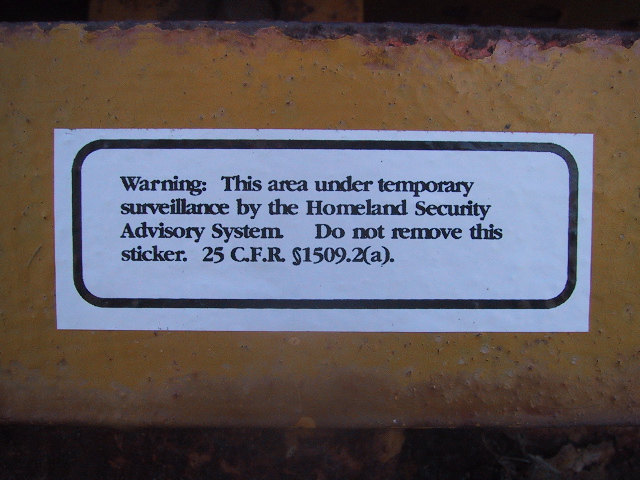 Warning: This area under temporary
surveillance by the Homeland Security
Advisory System. Do not remove this
sticker. 25 C.F.R. §1509.2(a).